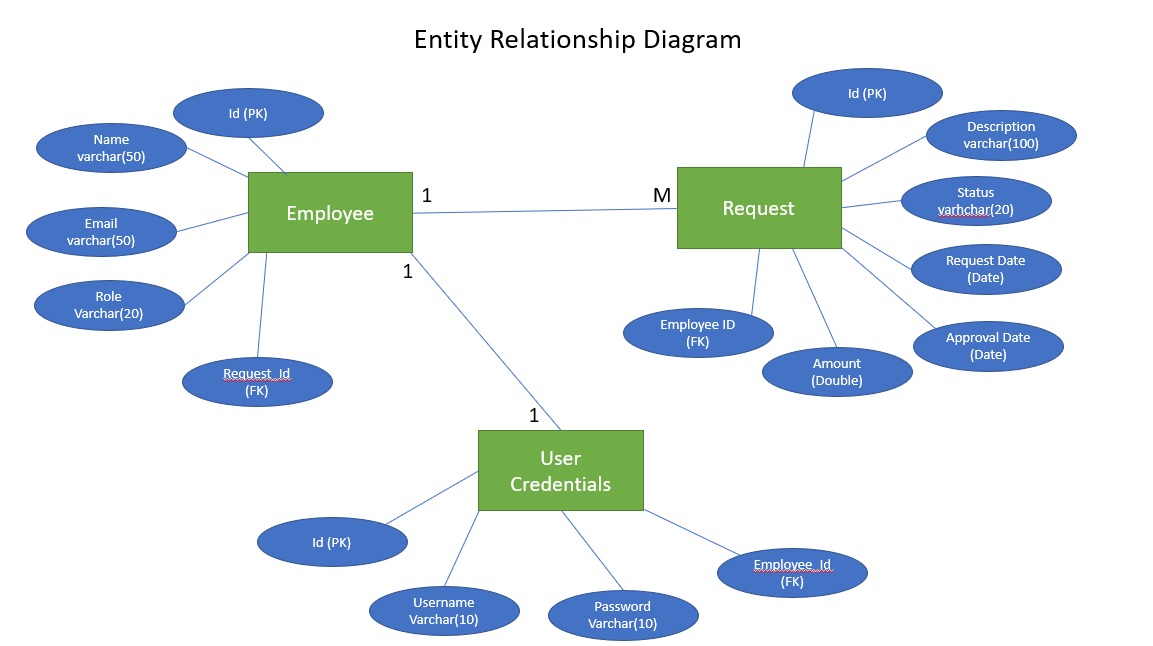 Entity Relationship Diagram
Id (PK)
Name
varchar(50)
Email
varchar(50)
Role
Varchar(20)
Request_Id
(FK)
Employee
1
1
M
Request
Id (PK)
Description
varchar(100)
Status
varhchar(20)
Request Date
(Date)
Approval Date
(Date)
Employee ID
(FK)
Amount
(Double)
1
User
Credentials
Id (PK)
Username
Varchar(10)
Password
Varchar(10)
Employee_Id
(FK)